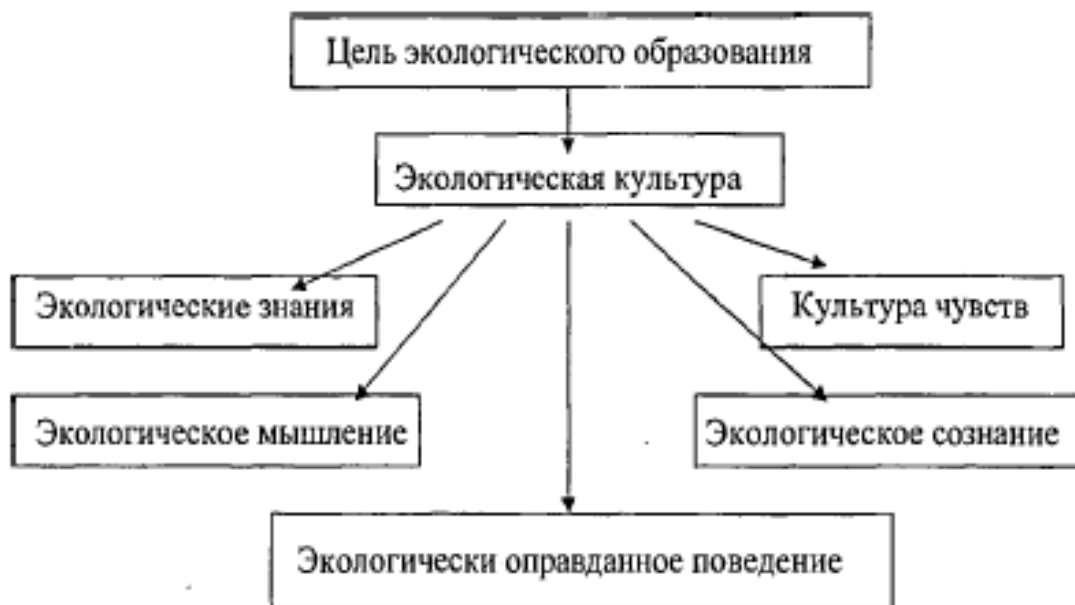 Цель экологического образования
Экологическая культура
Экологические знания
Культура чувств
Экологическое мышление
Экологическое сознание
Экологически оправданное поведение